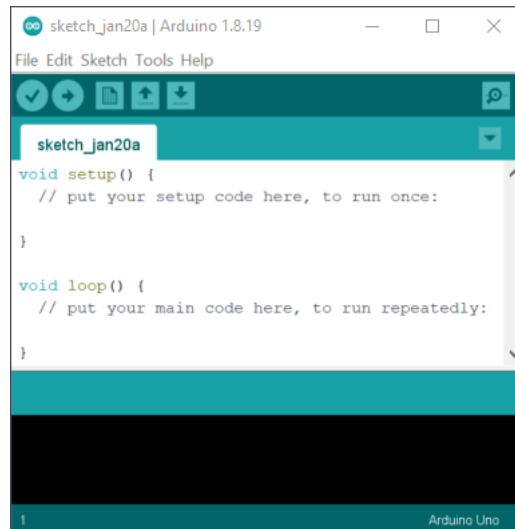 sketch_jan20a | Arduino 1.8.19
File Edit Sketch Tools Help
sketch_jan20a
void setup() {
  // put your setup code here, to run once:
}
void loop() {
  // put your main code here, to run repeatedly:
}
1 Arduino Uno